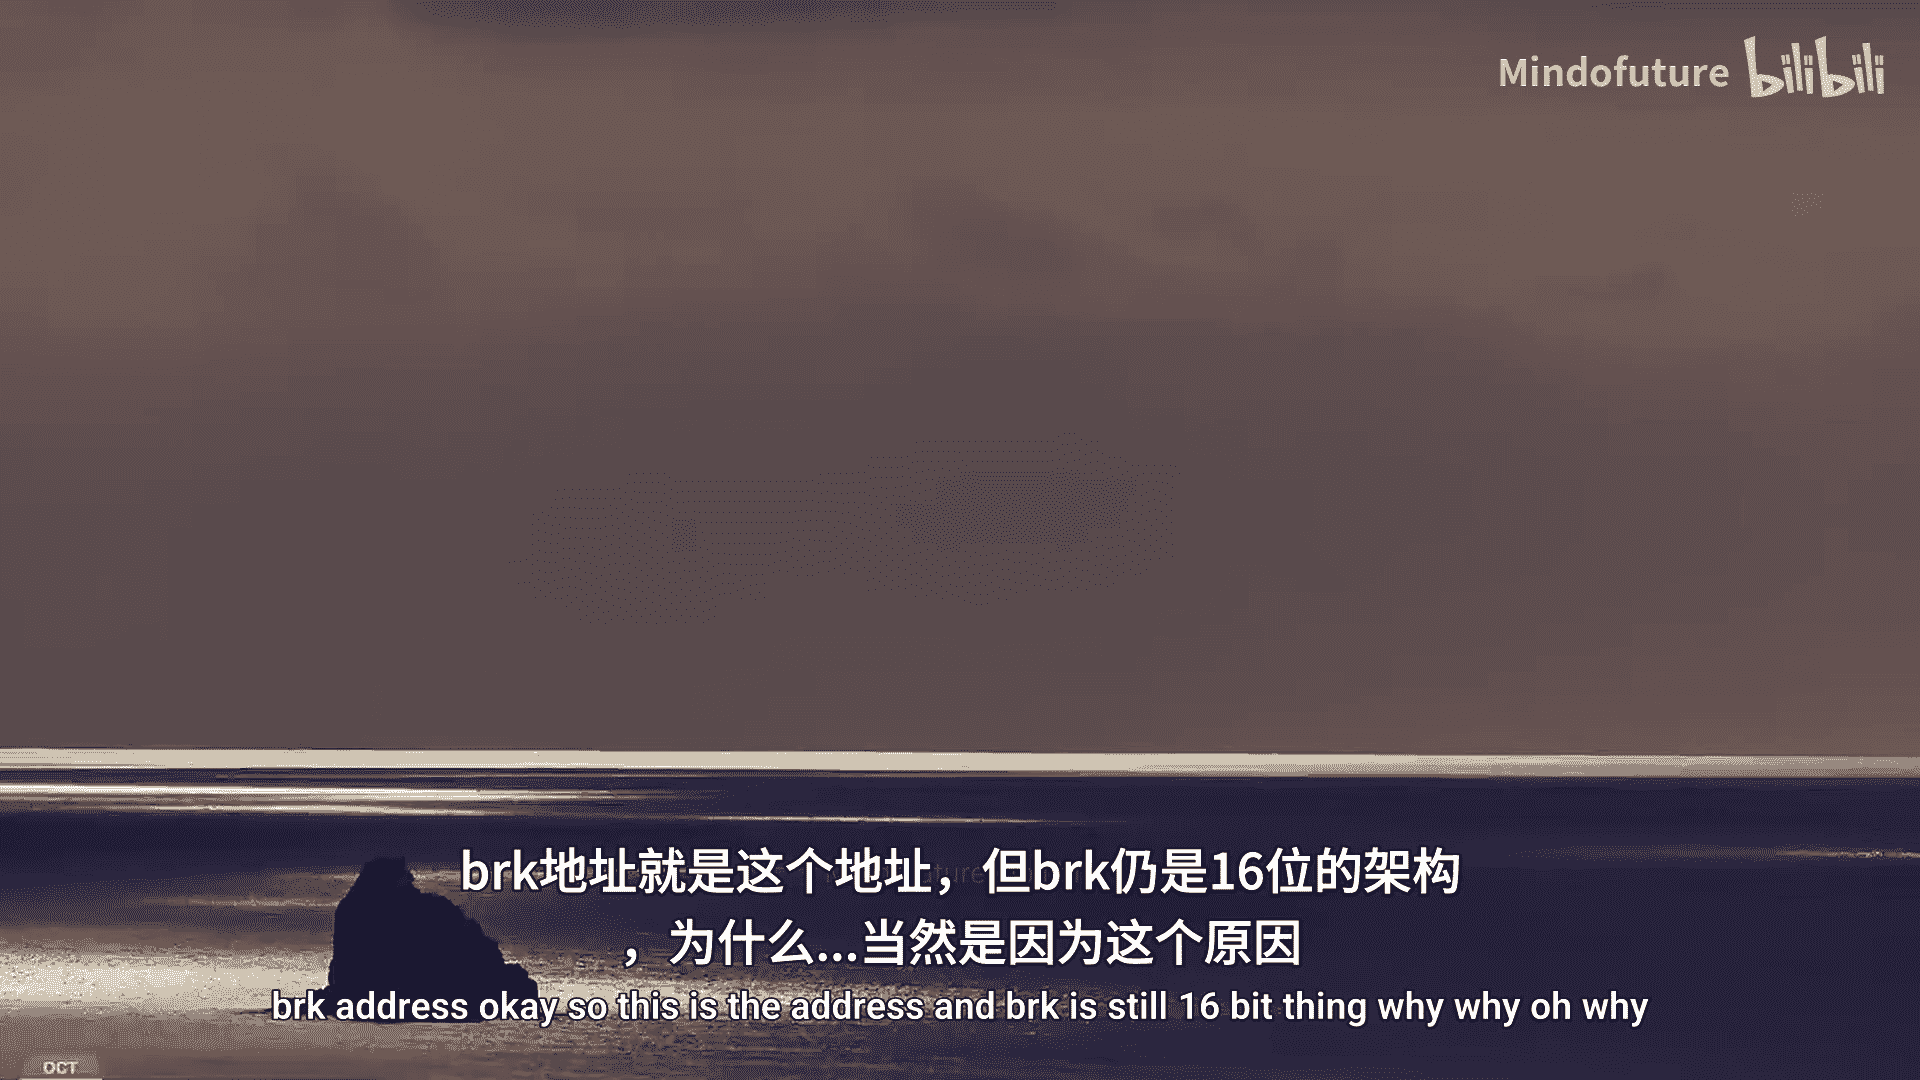 Mindofuture bilibili
brk地址就是这个地址，但brk仍是16位的架构
，为什么...当然是因为这个原因
brk address okay so this is the address and brk is still 16 bit thing why why oh why
OCT